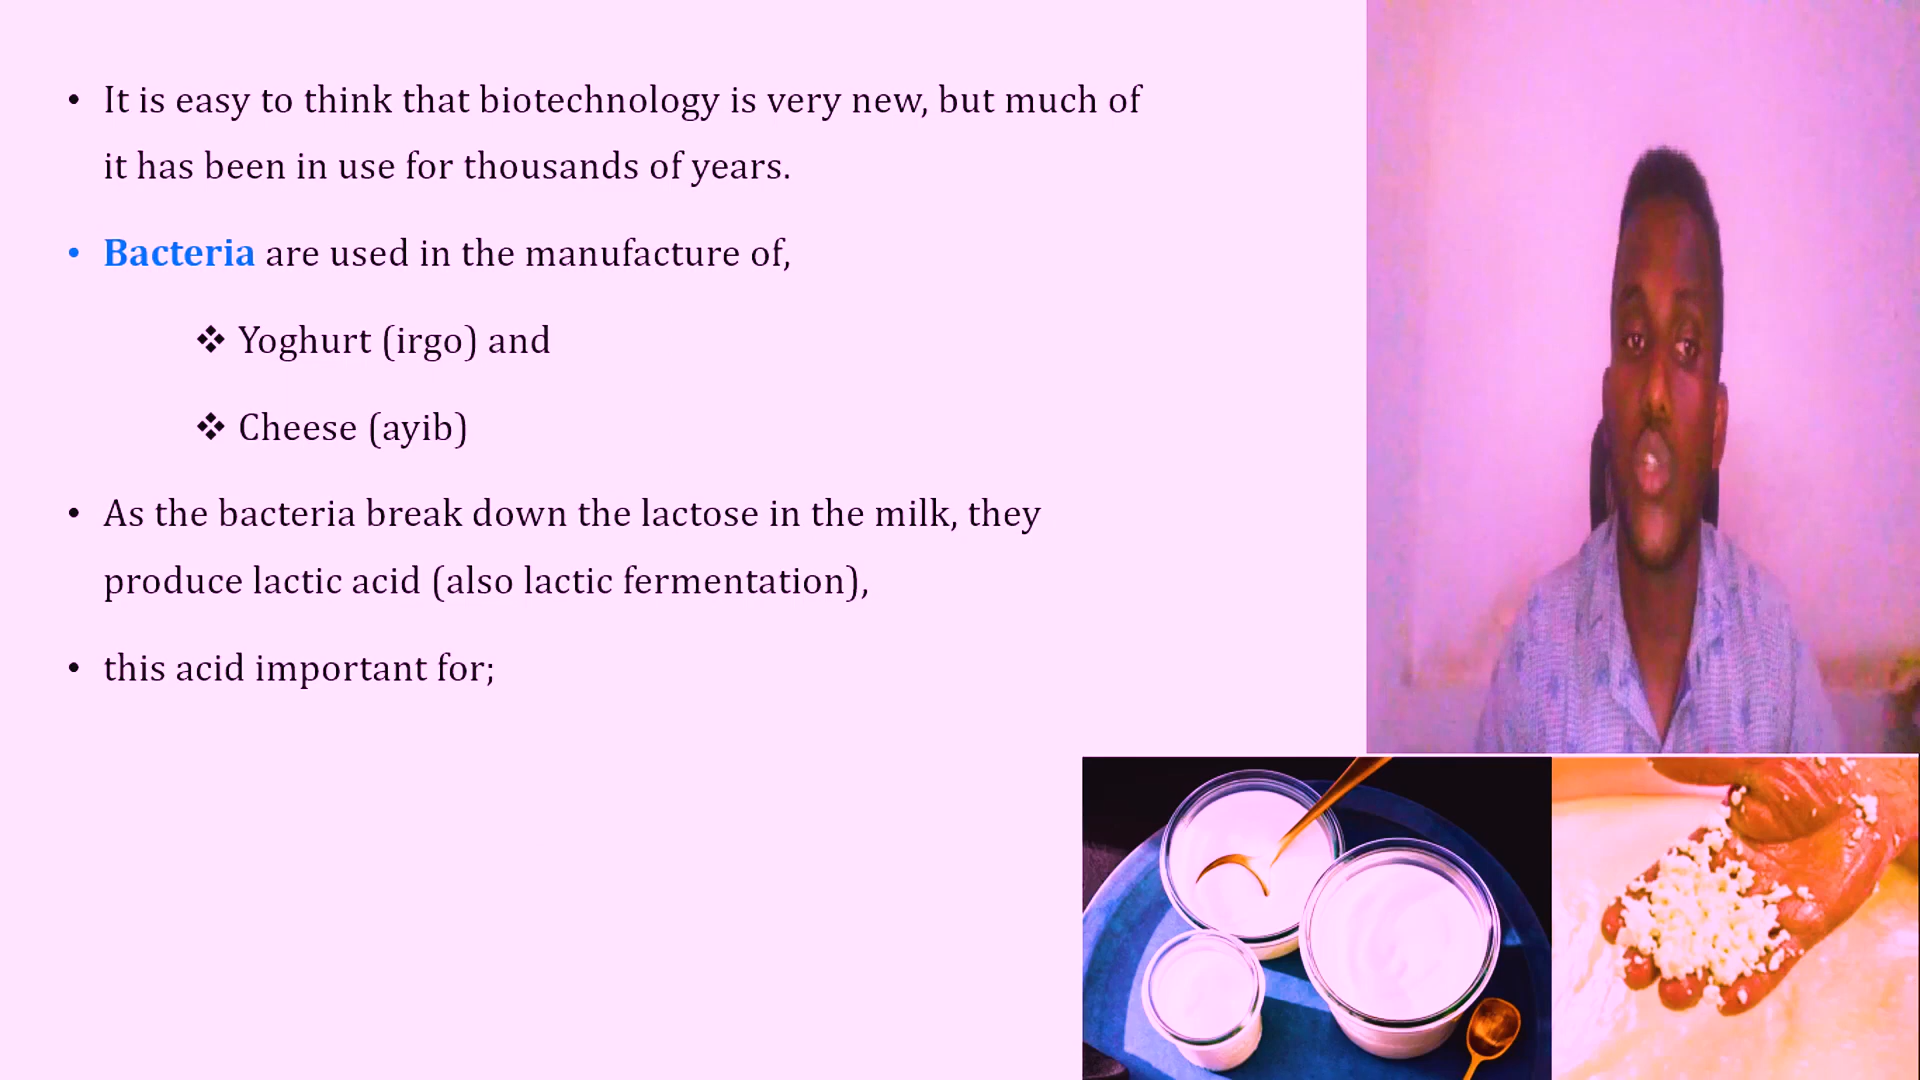 • It is easy to think that biotechnology is very new, but much of
it has been in use for thousands of years.
• Bacteria are used in the manufacture of,
❖ Yoghurt (irgo) and
❖ Cheese (ayib)
• As the bacteria break down the lactose in the milk, they
produce lactic acid (also lactic fermentation),
• this acid important for;